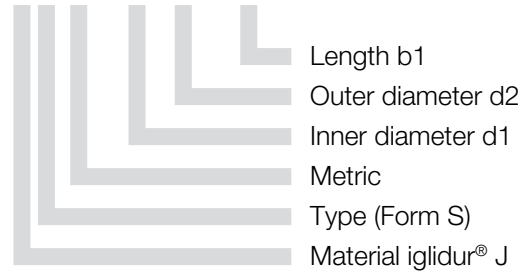 Length b1
Outer diameter d2
Inner diameter d1
Metric
Type (Form S)
Material iglidur® J